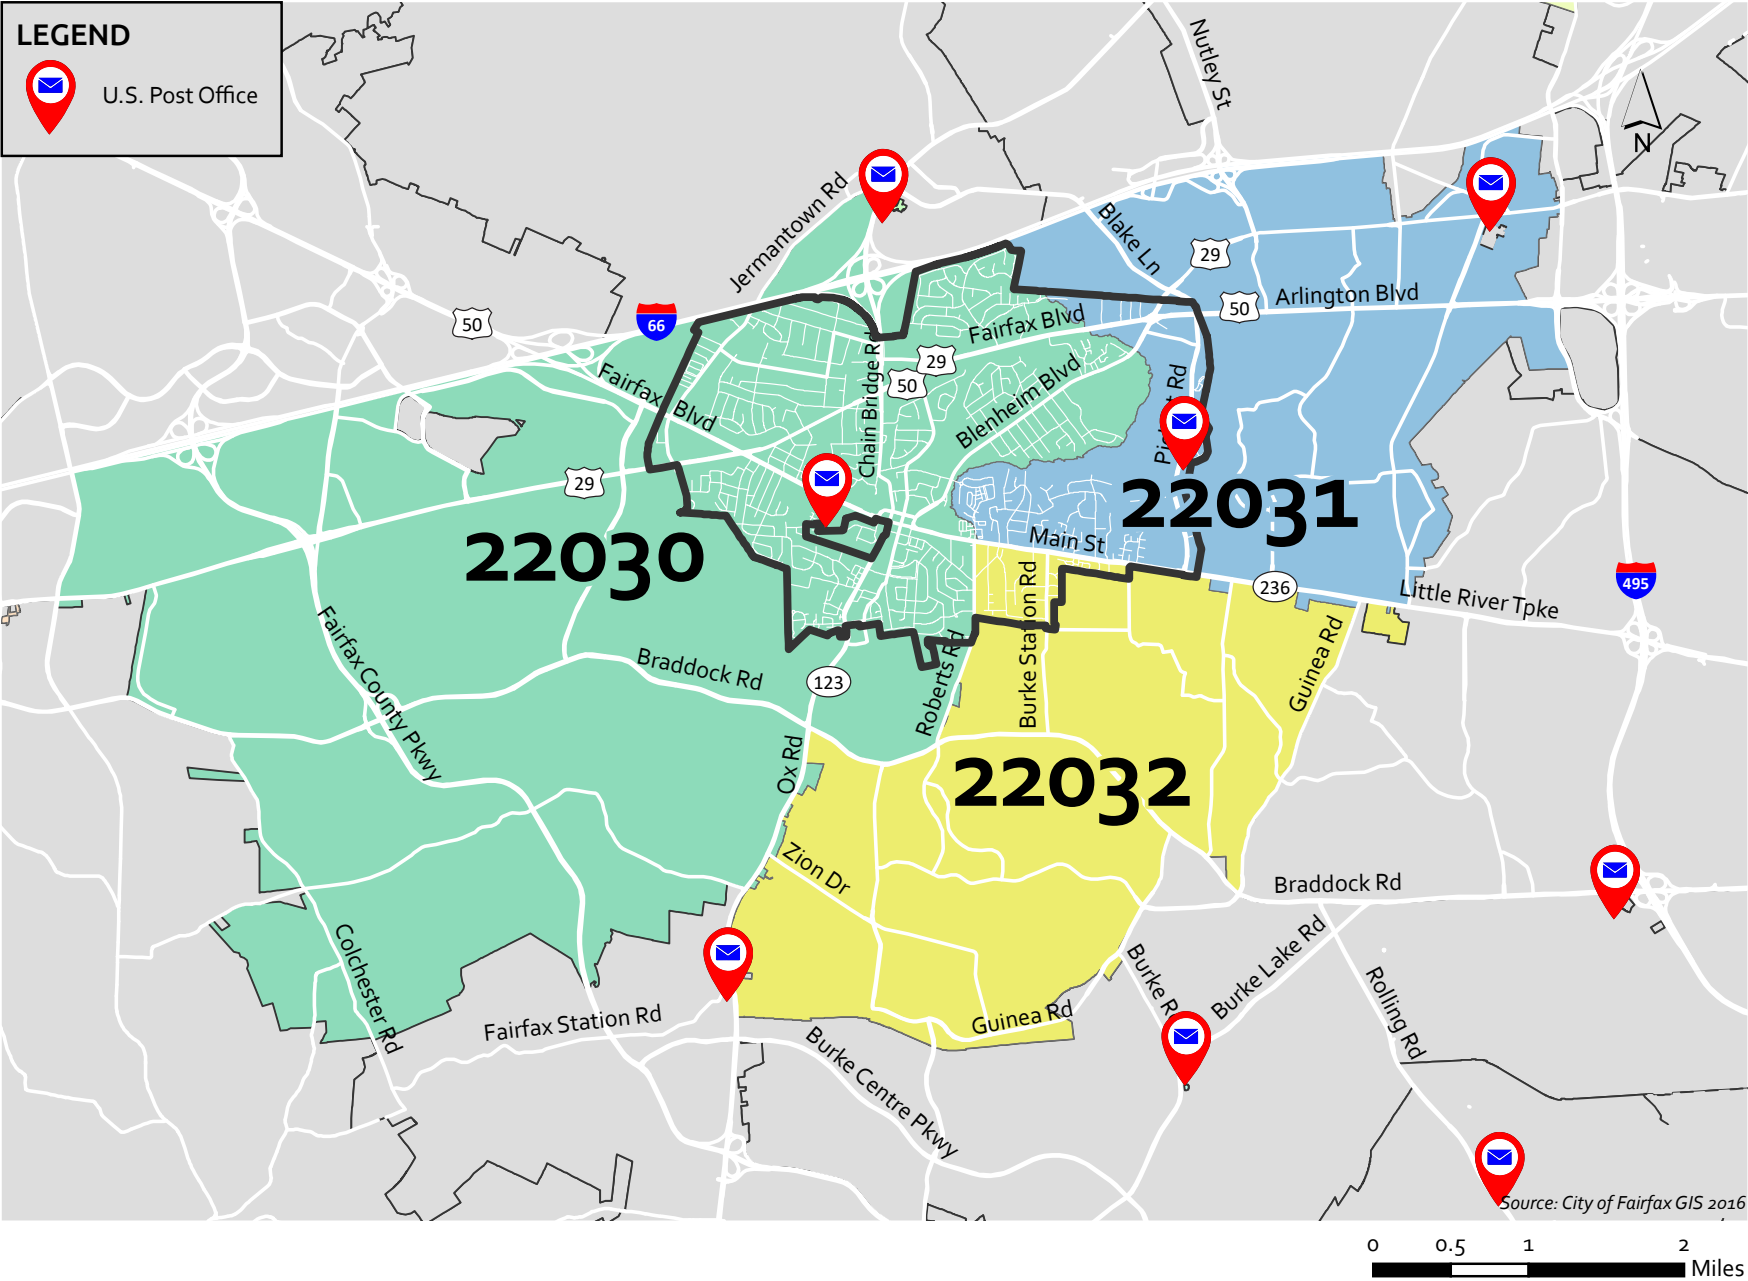 LEGEND
U.S. Post Office
Nutley St
N
Jermantown Rd
Blake Ln
29
50
Arlington Blvd
50
66
Fairfax Blvd
29
50
Chain Bridge Rd
Blenheim Blvd
Rd
Fairfax Blvd
29
22030
22031
Main St
236
495
Little River Tpke
Fairfax County Pkwy
Braddock Rd
123
Roberts Rd
Burke Station Rd
Guinea Rd
Ox Rd
22032
Zion Dr
Braddock Rd
Colchester Rd
Fairfax Station Rd
Guinea Rd
Burke Rd
Burke Lake Rd
Rolling Rd
Burke Centre Pkwy
Source: City of Fairfax GIS 2016
0 0.5 1 2
Miles